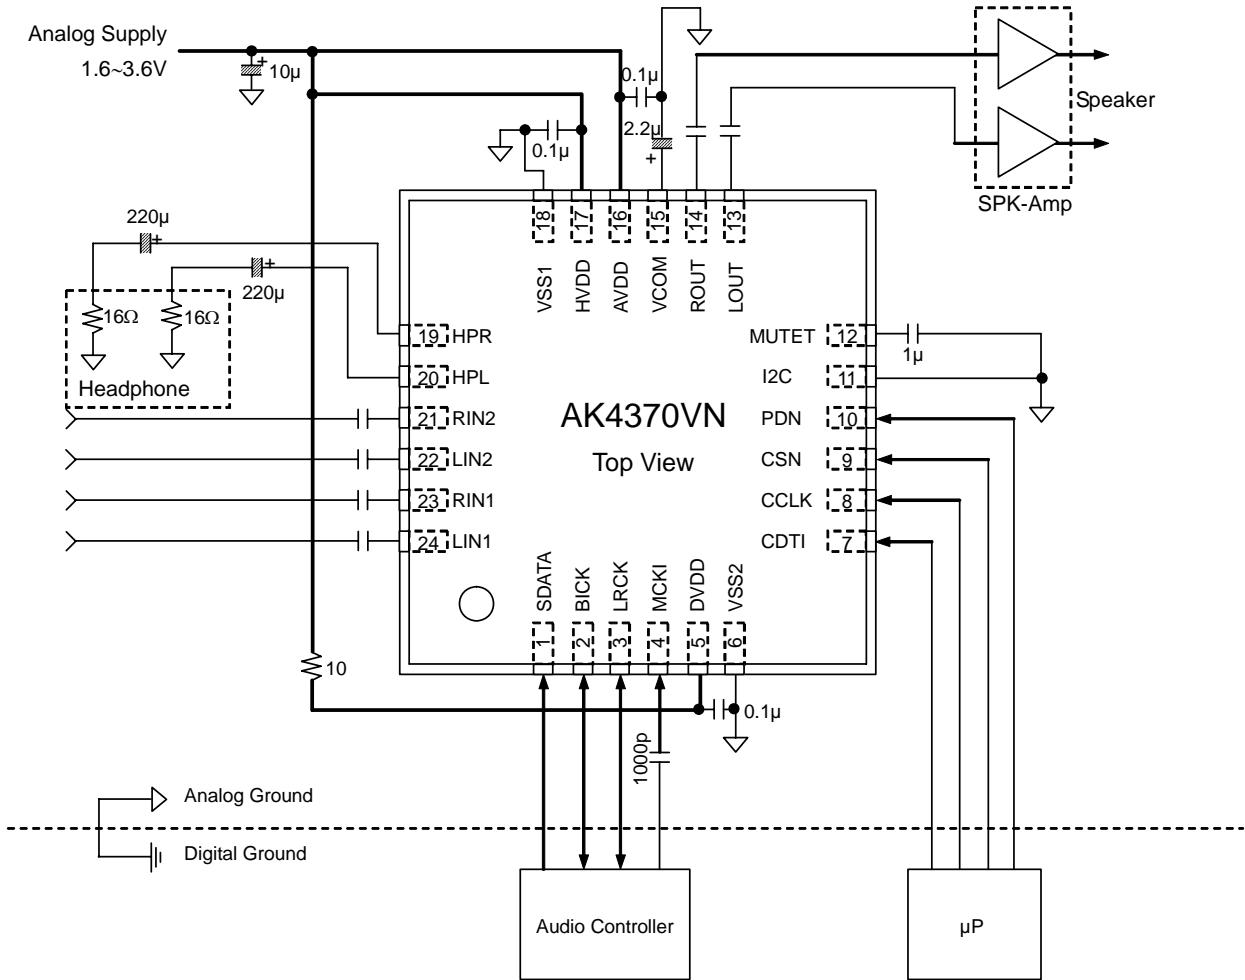 Analog Supply
1.6~3.6V
+
10µ
0.1µ
2.2µ
+
0.1µ
Speaker
SPK-Amp
220µ
+
+
220µ
16Ω
16Ω
Headphone
18
17
16
15
14
13
VSS1
HVDD
AVDD
VCOM
ROUT
LOUT
19 HPR
20 HPL
21 RIN2
22 LIN2
23 RIN1
24 LIN1
AK4370VN
Top View
MUTET 12
I2C 11
PDN 10
CSN 9
CCLK 8
CDTI 7
1µ
SDATA
BICK
LRCK
MCKI
DVDD
VSS2
1
2
3
4
5
6
10
0.1µ
1000p
Analog Ground
Digital Ground
Audio Controller
µP